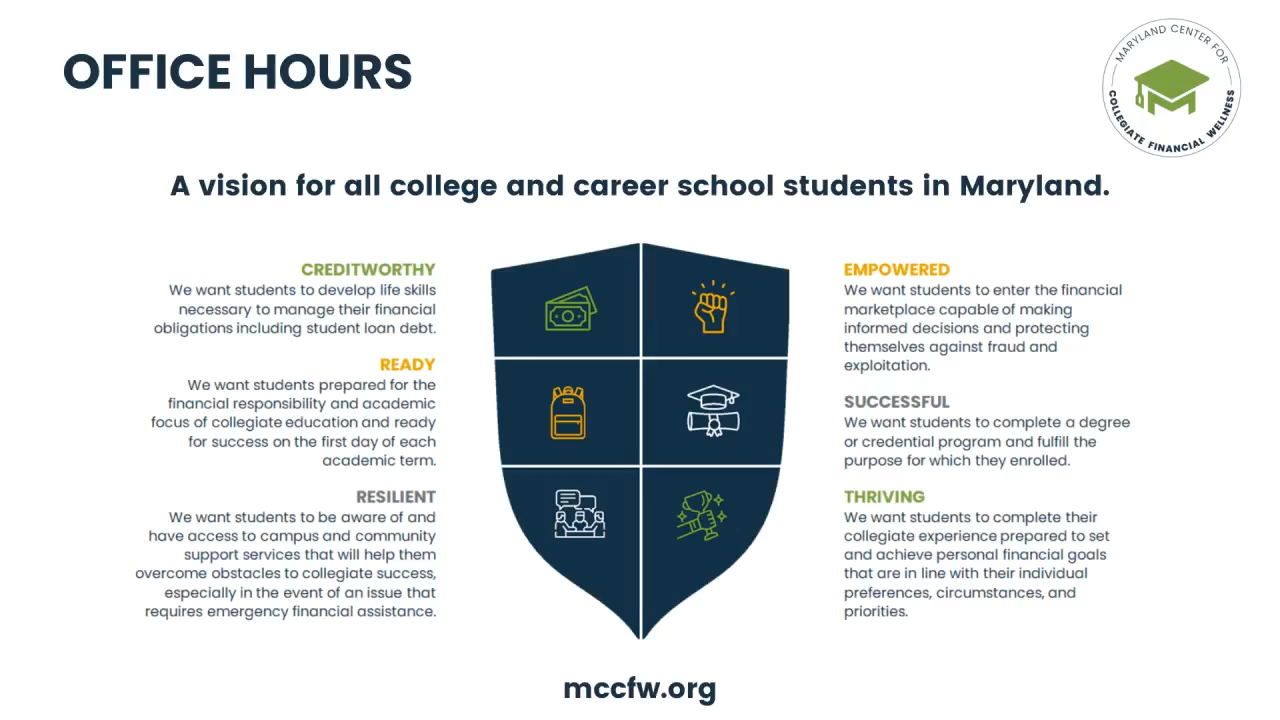 OFFICE HOURS
MARYLAND CENTER FOR
COLLEGIATE FINANCIAL WELLNESS
A vision for all college and career school students in Maryland.
CREDITWORTHY
We want students to develop life skills
necessary to manage their financial
obligations including student loan debt.
READY
We want students prepared for the
financial responsibility and academic
focus of collegiate education and ready
for success on the first day of each
academic term.
RESILIENT
We want students to be aware of and
have access to campus and community
support services that will help them
overcome obstacles to collegiate success,
especially in the event of an issue that
requires emergency financial assistance.
EMPOWERED
We want students to enter the financial
marketplace capable of making
informed decisions and protecting
themselves against fraud and
exploitation.
SUCCESSFUL
We want students to complete a degree
or credential program and fulfill the
purpose for which they enrolled.
THRIVING
We want students to complete their
collegiate experience prepared to set
and achieve personal financial goals
that are in line with their individual
preferences, circumstances, and
priorities.
mccfw.org